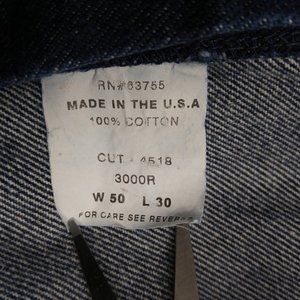 RN#63755
MADE IN THE U.S.A
100% COTTON
CUT - 4518
3000R
W 50 L 30
FOR CARE SEE REVERSE